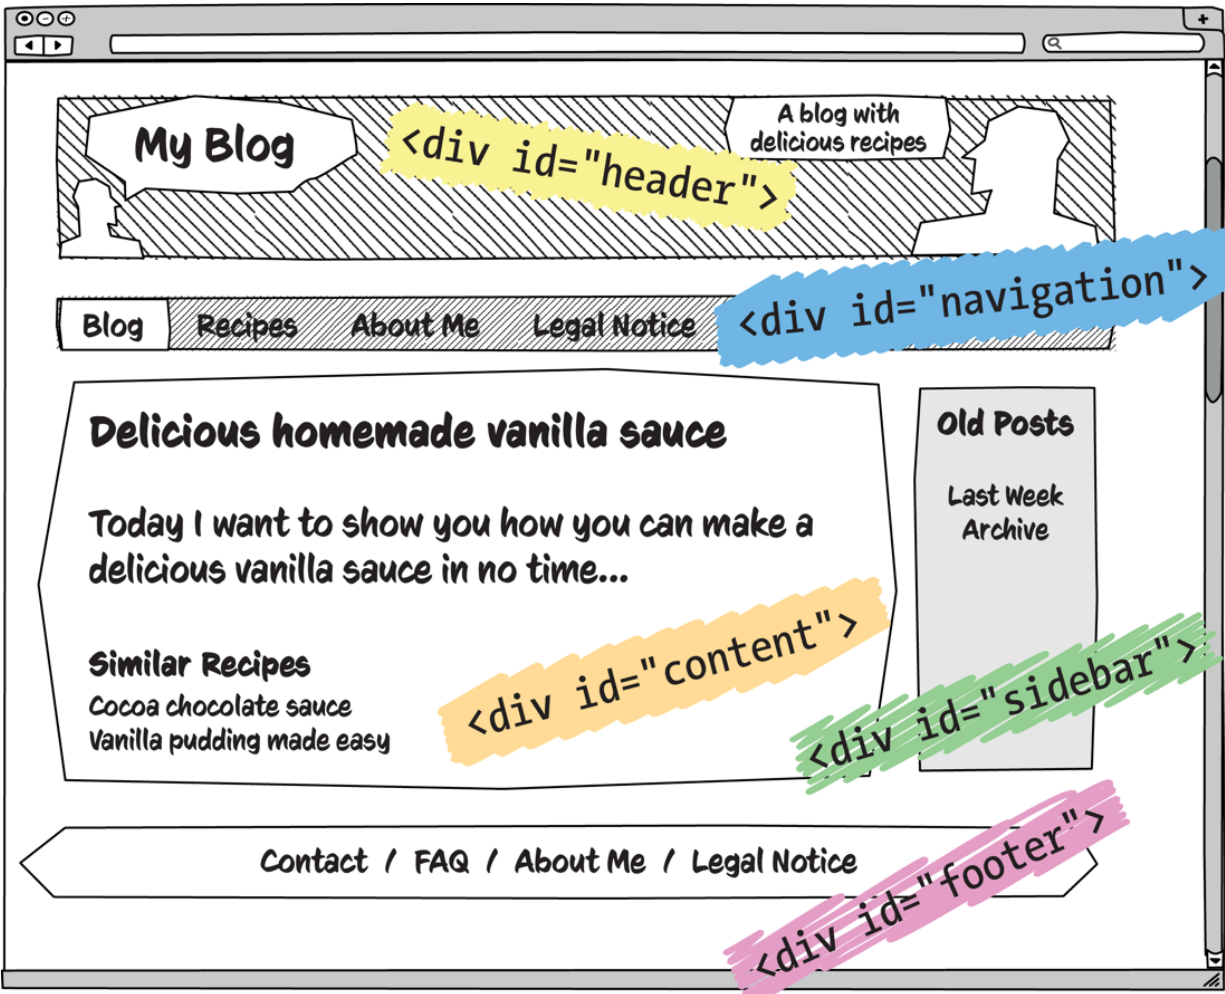 My Blog
<div id="header">
A blog with
delicious recipes
<div id="navigation">
Blog
Recipes
About Me
Legal Notice
Delicious homemade vanilla sauce
Today I want to show you how you can make a
delicious vanilla sauce in no time...
Similar Recipes
Cocoa chocolate sauce
Vanilla pudding made easy
<div id="content">
Old Posts
Last Week
Archive
<div id="sidebar">
Contact / FAQ / About Me / Legal Notice
<div id="footer">